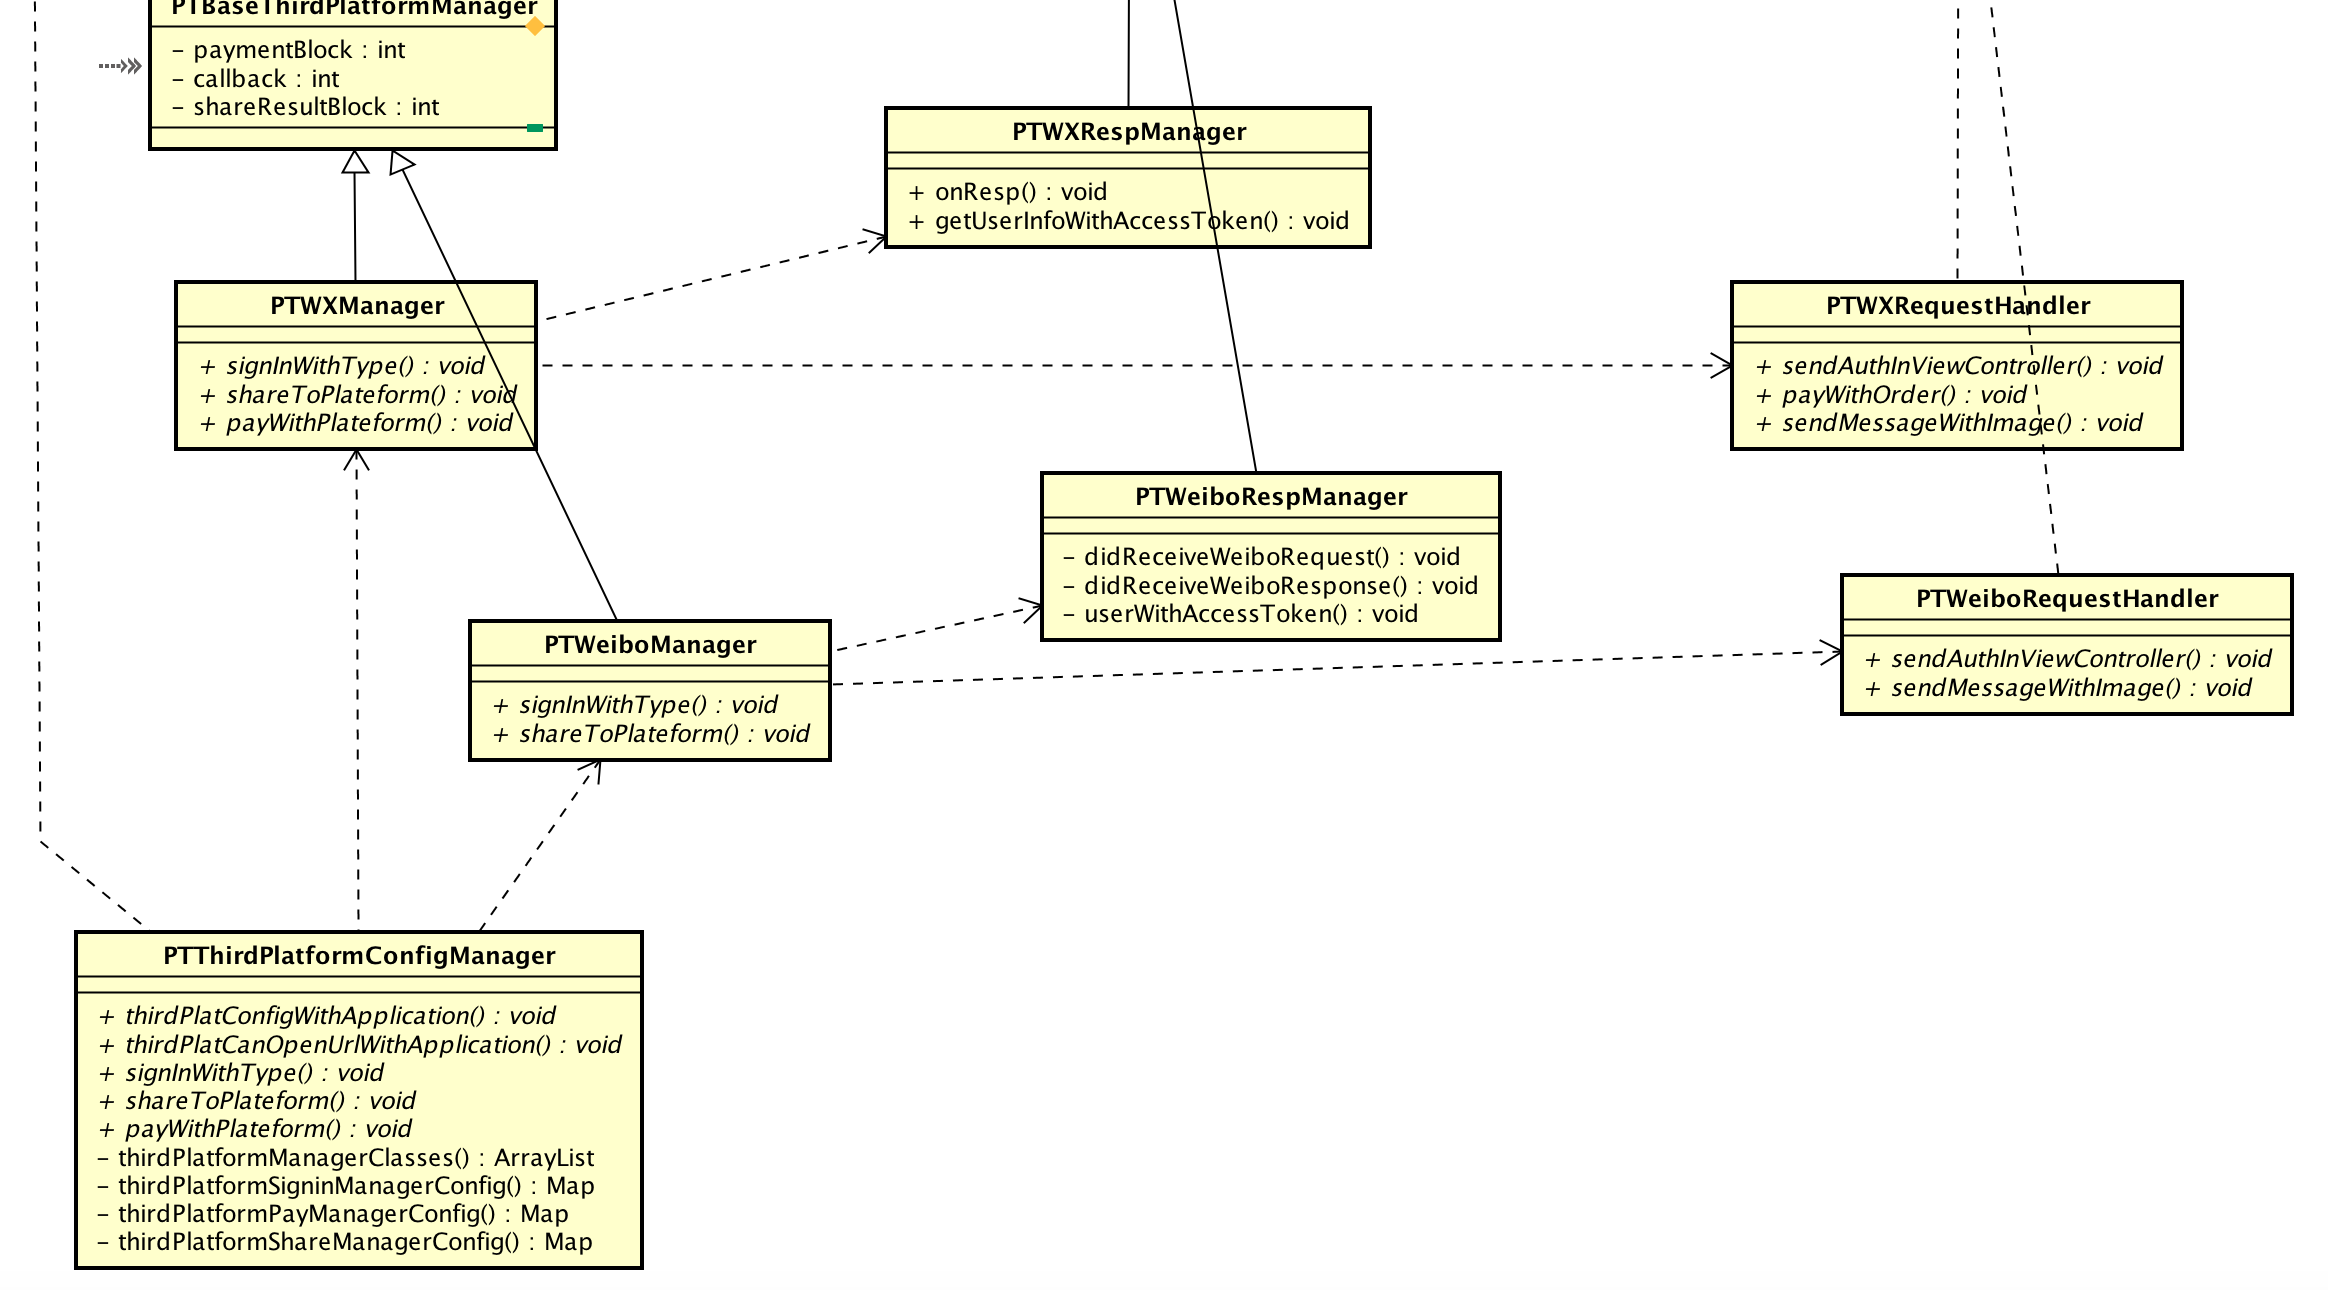 PTBaseThirdPlatformManager
– paymentBlock : int
– callback : int
– shareResultBlock : int
PTWXRespManager
+ onResp() : void
+ getUserInfoWithAccessToken() : void
PTWXManager
+ signInWithType() : void
+ shareToPlateform() : void
+ payWithPlateform() : void
PTWXRequestHandler
+ sendAuthInViewController() : void
+ payWithOrder() : void
+ sendMessageWithImage() : void
PTWeiboRespManager
– didReceiveWeiboRequest() : void
– didReceiveWeiboResponse() : void
– userWithAccessToken() : void
PTWeiboRequestHandler
+ sendAuthInViewController() : void
+ sendMessageWithImage() : void
PTWeiboManager
+ signInWithType() : void
+ shareToPlateform() : void
PTThirdPlatformConfigManager
+ thirdPlatConfigWithApplication() : void
+ thirdPlatCanOpenUrlWithApplication() : void
+ signInWithType() : void
+ shareToPlateform() : void
+ payWithPlateform() : void
– thirdPlatformManagerClasses() : ArrayList
– thirdPlatformSigninManagerConfig() : Map
– thirdPlatformPayManagerConfig() : Map
– thirdPlatformShareManagerConfig() : Map